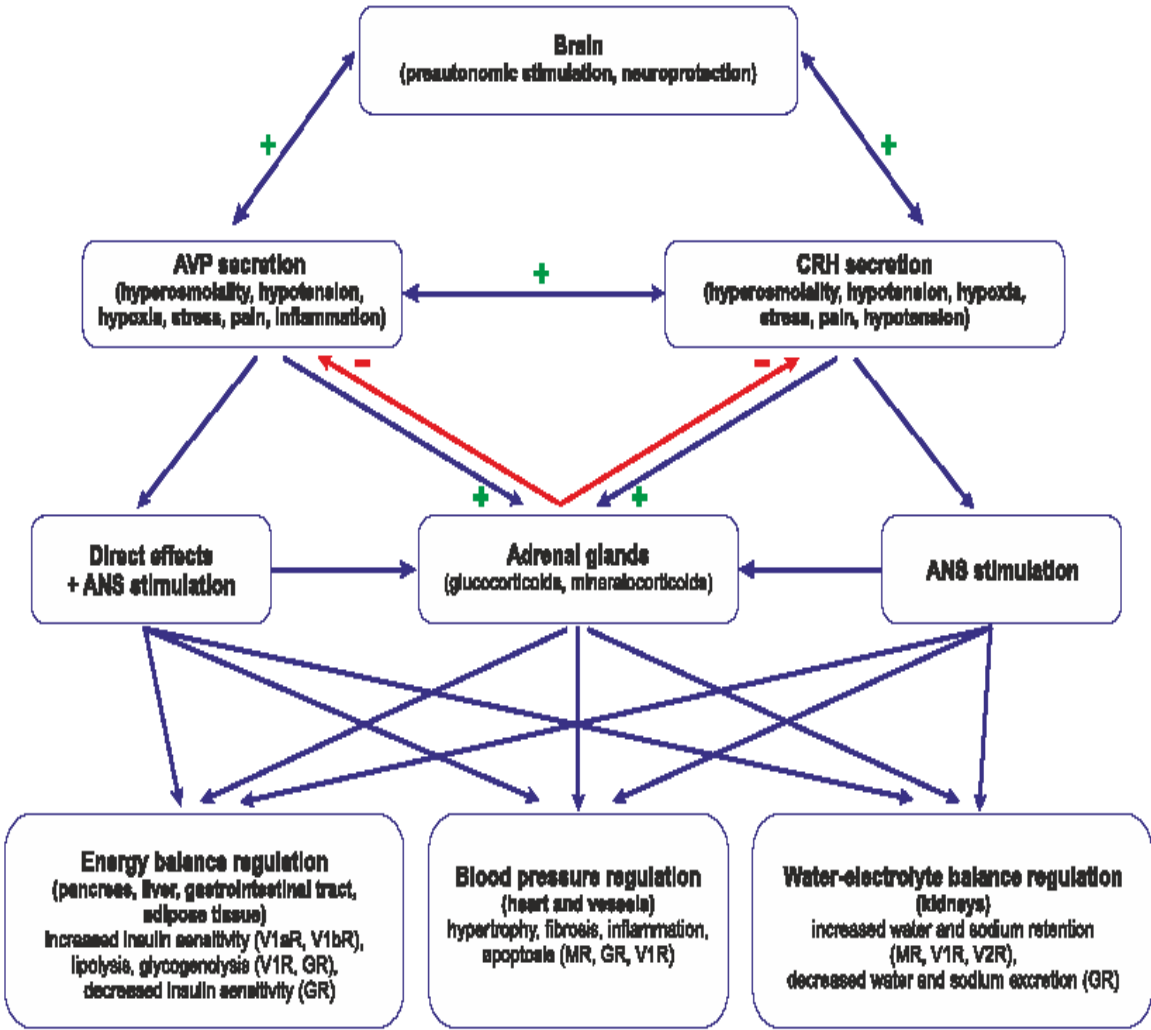 Brain
(preautonomic stimulation, neuroprotection)
+
+
AVP secretion
(hyperosmolality, hypotension,
hypoxia, stress, pain, inflammation)
+
CRH secretion
(hyperosmolality, hypotension, hypoxia,
stress, pain, hypotension)
-
-
+
+
Direct effects
+ ANS stimulation
Adrenal glands
(glucocorticoids, mineralocorticoids)
ANS stimulation
Energy balance regulation
(pancreas, liver, gastrointestinal tract,
adipose tissue)
increased insulin sensitivity (V1aR, V1bR),
lipolysis, glycogenolysis (V1R, GR),
decreased insulin sensitivity (GR)
Blood pressure regulation
(heart and vessels)
hypertrophy, fibrosis, inflammation,
apoptosis (MR, GR, V1R)
Water-electrolyte balance regulation
(kidneys)
increased water and sodium retention
(MR, V1R, V2R),
decreased water and sodium excretion (GR)